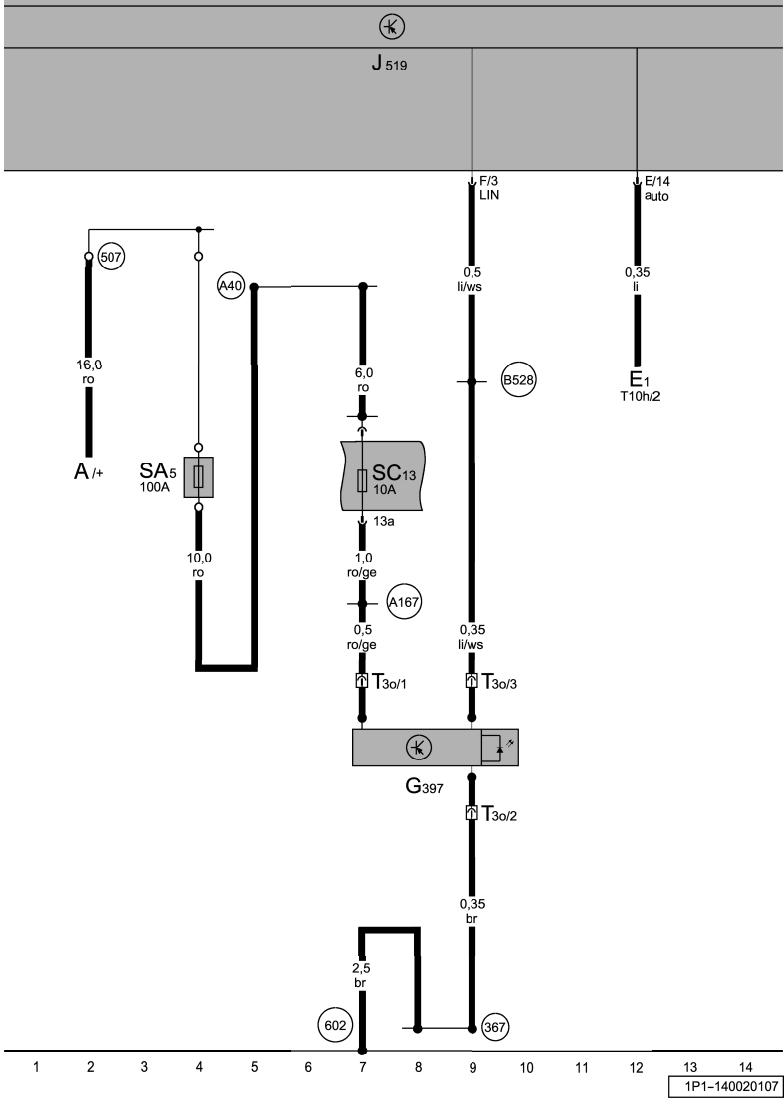 J 519
F/3
LIN
E/14
auto
507
A40
0,5
li/ws
0,35
li
16,0
ro
6,0
ro
B528
E1
T10h/2
A /+
SA5
100A
SC13
10A
13a
10,0
ro
1,0
ro/ge
A167
0,5
ro/ge
0,35
li/ws
T3o/1
T3o/3
G397
T3o/2
0,35
br
2,5
br
602
367
1 2 3 4 5 6 7 8 9 10 11 12 13 14
1P1-140020107